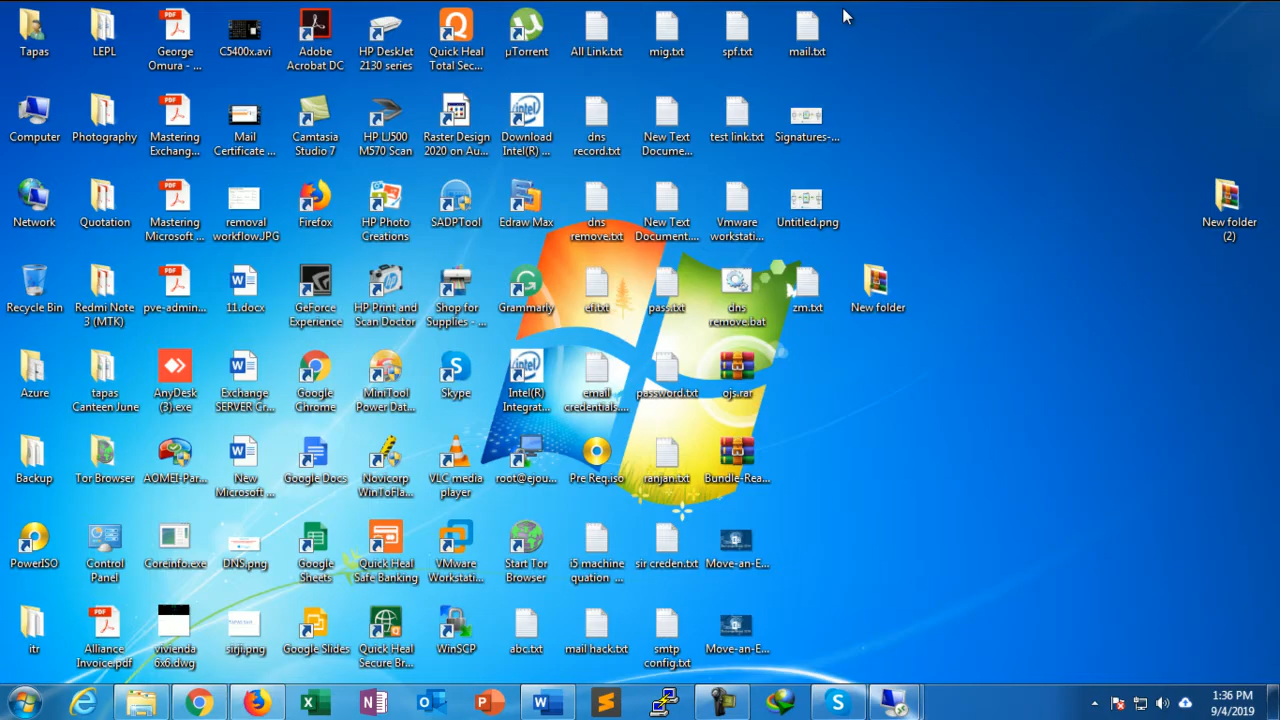 Tapas
LEPL
George
Omura - ...
C5400x.avi
Adobe
Acrobat DC
HP DeskJet
2130 series
Quick Heal
Total Sec...
µTorrent
All Link.txt
mig.txt
spf.txt
mail.txt
Computer
Photography
Mastering
Exchang...
Mail
Certificate ...
Camtasia
Studio 7
HP LJ500
M570 Scan
Raster Design
2020 on Au...
Download
Intel(R) ...
dns
record.txt
New Text
Docume...
test link.txt
Signatures-...
Network
Quotation
Mastering
Microsoft ...
removal
workflow.JPG
Firefox
HP Photo
Creations
SADPTool
Edraw Max
dns
remove.txt
New Text
Document....
Vmware
workstati...
Untitled.png
New folder
(2)
Recycle Bin
Redmi Note
3 (MTK)
pve-admin...
11.docx
GeForce
Experience
HP Print and
Scan Doctor
Shop for
Supplies - ...
Grammarly
efi.txt
pass.txt
dns
remove.bat
zm.txt
New folder
Azure
tapas
Canteen June
AnyDesk
(3).exe
Exchange
SERVER Cr...
Google
Chrome
MiniTool
Power Dat...
Skype
Intel(R)
Integrat...
email
credentials....
password.txt
ojs.rar
Backup
Tor Browser
AOMEI-Par...
New
Microsoft ...
Google Docs
Novicorp
WinToFla...
VLC media
player
root@ejou...
Pre Req.iso
ranjan.txt
Bundle-Rea...
PowerISO
Control
Panel
Coreinfo.exe
DNS.png
Google
Sheets
Quick Heal
Safe Banking
VMware
Workstati...
Start Tor
Browser
i5 machine
quation ...
sir creden.txt
Move-an-E...
itr
Alliance
Invoice.pdf
vivienda
6x6.dwg
sirji.png
Google Slides
Quick Heal
Secure Br...
WinSCP
abc.txt
mail hack.txt
smtp
config.txt
Move-an-E...
1:36 PM
9/4/2019